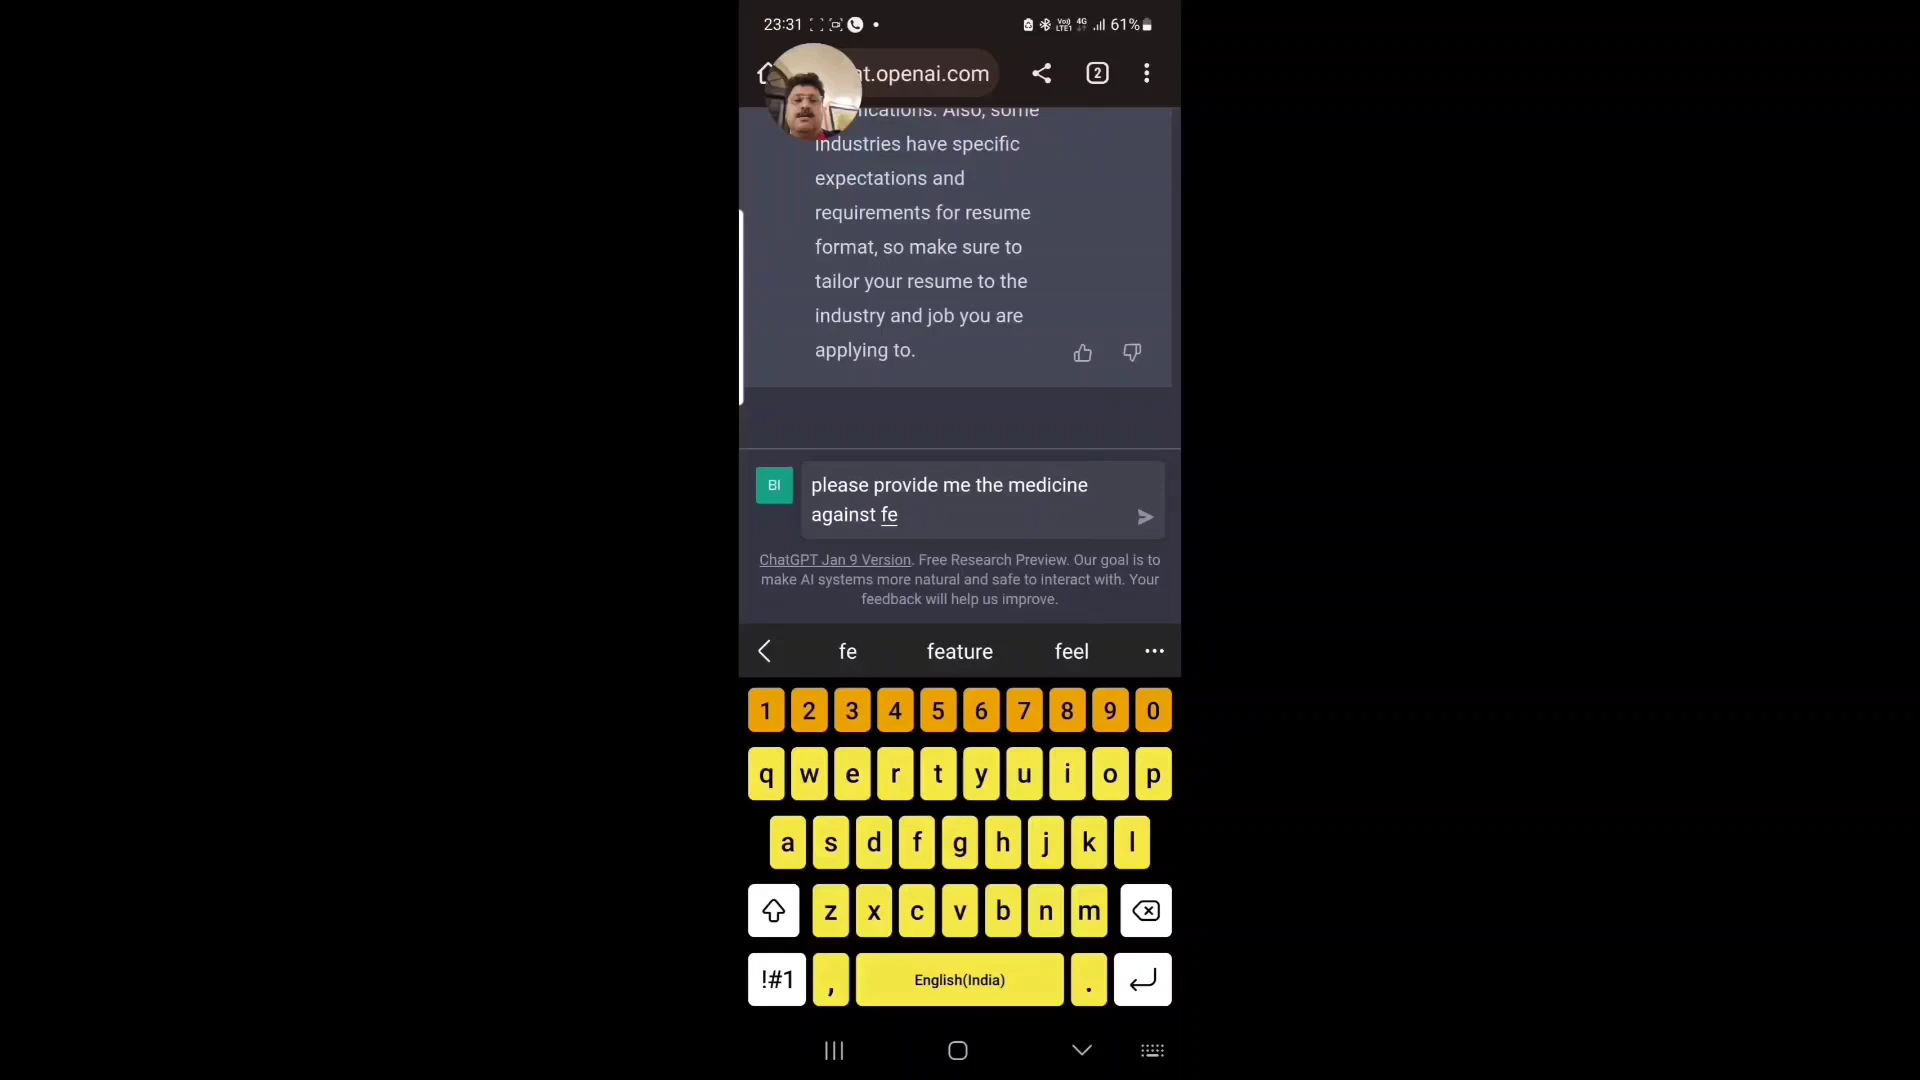 23:31
Vo)) 4G
LTE1
61%
at.openai.com
2
ications. Also, some
industries have specific
expectations and
requirements for resume
format, so make sure to
tailor your resume to the
industry and job you are
applying to.
BI
please provide me the medicine
against fe
ChatGPT Jan 9 Version. Free Research Preview. Our goal is to
make AI systems more natural and safe to interact with. Your
feedback will help us improve.
fe feature feel
1 2 3 4 5 6 7 8 9 0
q w e r t y u i o p
a s d f g h j k l
z x c v b n m
!#1 , English(India) .